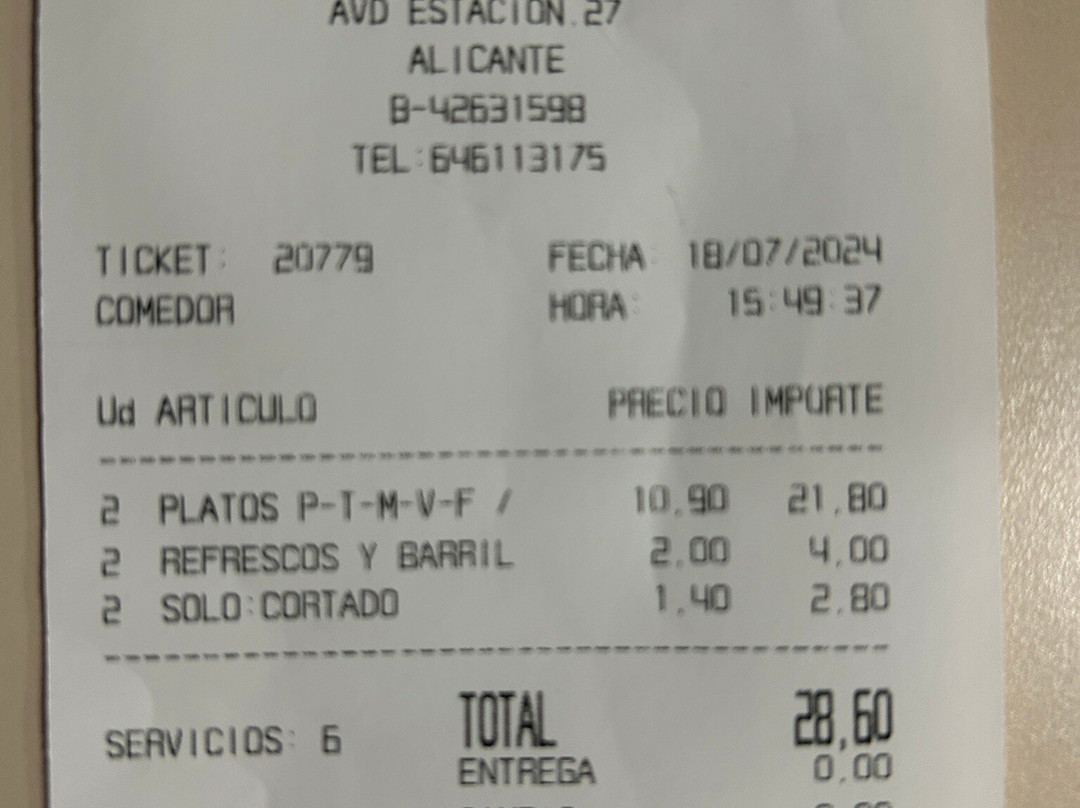 AVD ESTACION.27
ALICANTE
B-42631598
TEL:646113175
TICKET: 20779 FECHA: 18/07/2024
COMEDOR HORA: 15:49:37
Ud ARTICULO PRECIO IMPORTE
2 PLATOS P-T-M-V-F / 10,90 21,80
2 REFRESCOS Y BARRIL 2,00 4,00
2 SOLO:CORTADO 1,40 2,80
SERVICIOS: 6 TOTAL 28,60
ENTREGA 0,00